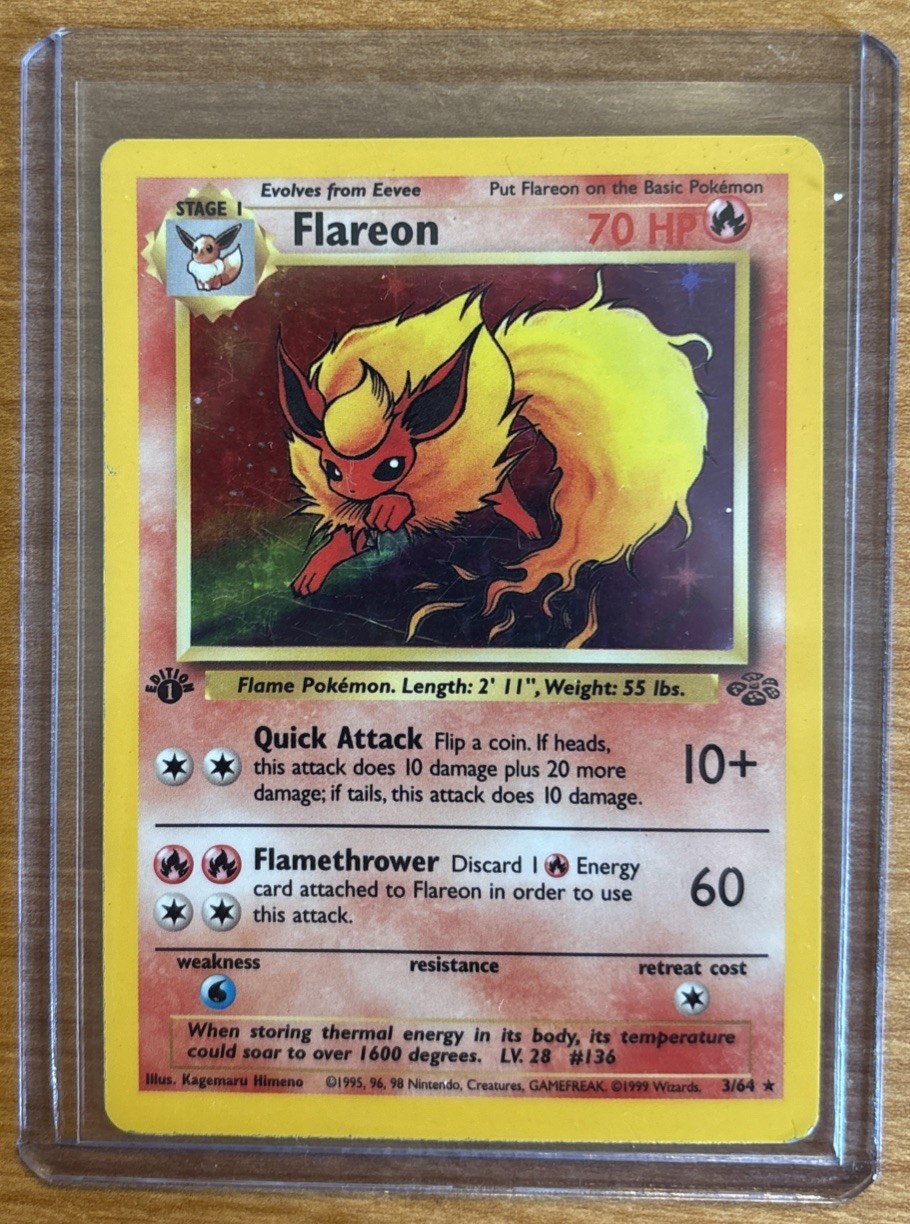 Evolves from Eevee
Put Flareon on the Basic Pokémon
STAGE 1
Flareon
70 HP
EDITION
1
Flame Pokémon. Length: 2' 11", Weight: 55 lbs.
Quick Attack Flip a coin. If heads,
this attack does 10 damage plus 20 more
damage; if tails, this attack does 10 damage.
10+
Flamethrower Discard 1 Energy
card attached to Flareon in order to use
this attack.
60
weakness
resistance
retreat cost
When storing thermal energy in its body, its temperature
could soar to over 1600 degrees. LV. 28 #136
Illus. Kagemaru Himeno ©1995, 96, 98 Nintendo, Creatures, GAMEFREAK. ©1999 Wizards. 3/64 ★